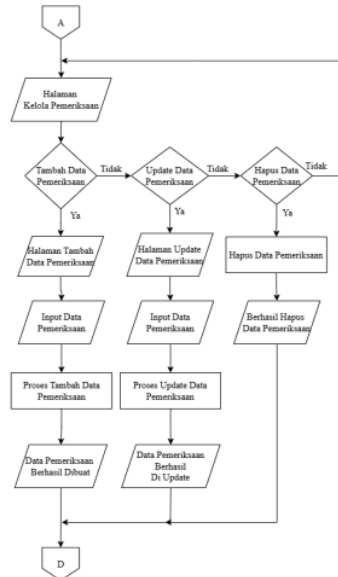 A
Halaman
Kelola Pemeriksaan
Tambah Data
Pemeriksaan
Tidak
Update Data
Pemeriksaan
Tidak
Hapus Data
Pemeriksaan
Tidak
Ya
Ya
Ya
Halaman Tambah
Data Pemeriksaan
Halaman Update
Data Pemeriksaan
Hapus Data Pemeriksaan
Input Data
Pemeriksaan
Input Data
Pemeriksaan
Berhasil Hapus
Data Pemeriksaan
Proses Tambah Data
Pemeriksaan
Proses Update Data
Pemeriksaan
Data Pemeriksaan
Berhasil Dibuat
Data Pemeriksaan
Berhasil
Di Update
D